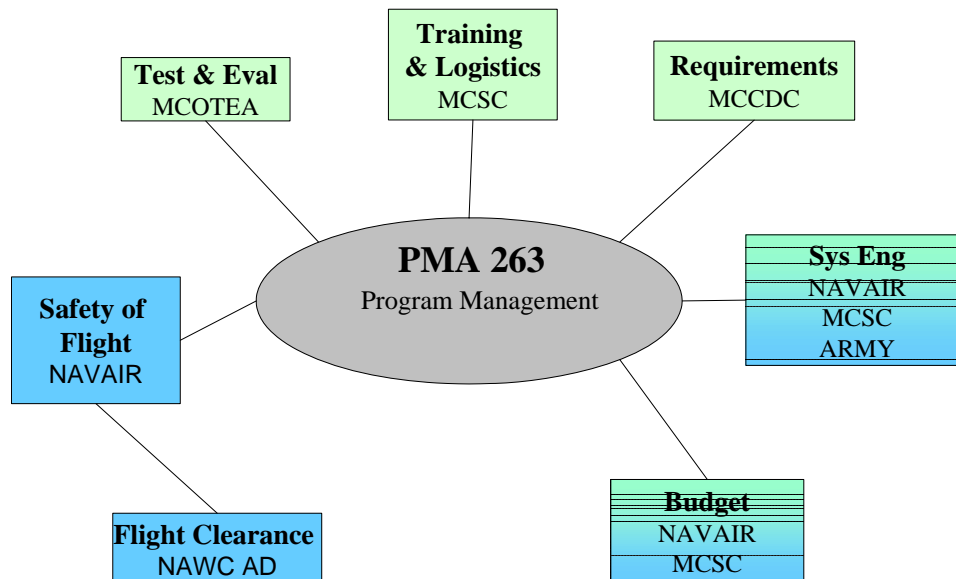 Training
& Logistics
MCSC
Test & Eval
MCOTEA
Requirements
MCCDC
PMA 263
Program Management
Sys Eng
NAVAIR
MCSC
ARMY
Safety of
Flight
NAVAIR
Budget
NAVAIR
MCSC
Flight Clearance
NAWC AD